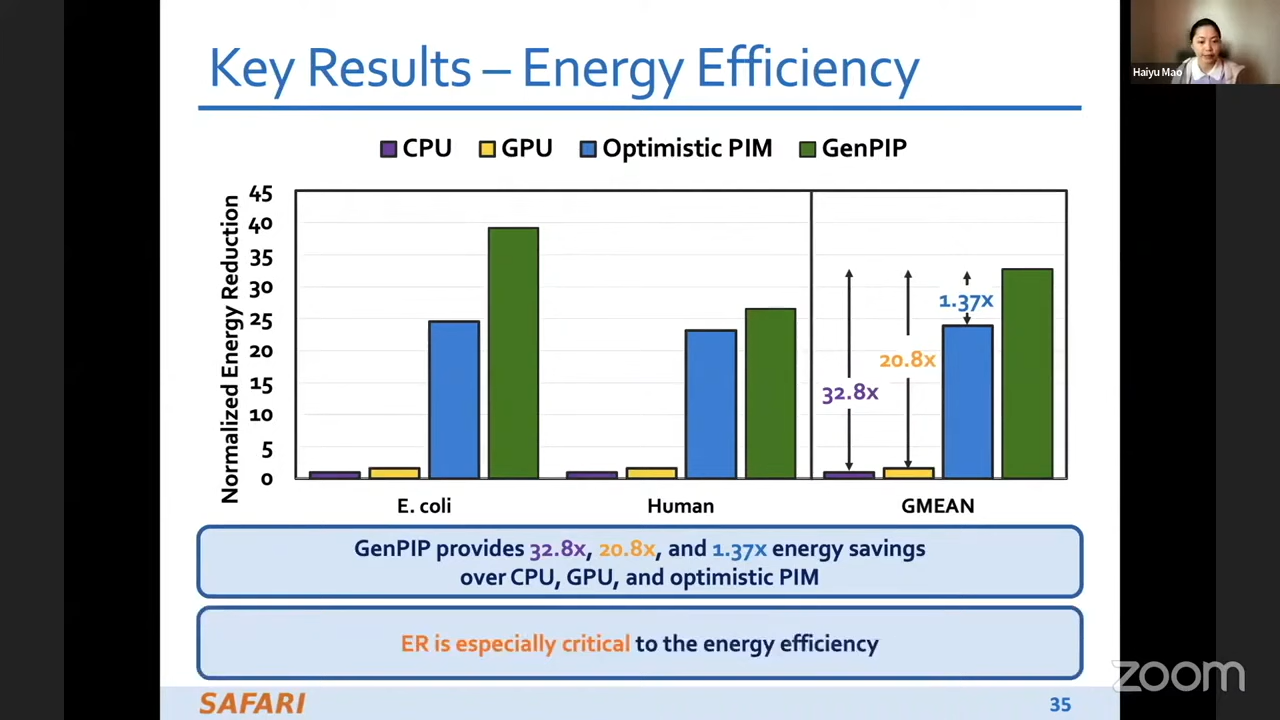 Key Results – Energy Efficiency
Haiyu Mao
CPU GPU Optimistic PIM GenPIP
Normalized Energy Reduction
45
40
35
30
25
20
15
10
5
0
1.37x
20.8x
32.8x
E. coli Human GMEAN
GenPIP provides 32.8x, 20.8x, and 1.37x energy savings
over CPU, GPU, and optimistic PIM
ER is especially critical to the energy efficiency
SAFARI
35
zoom